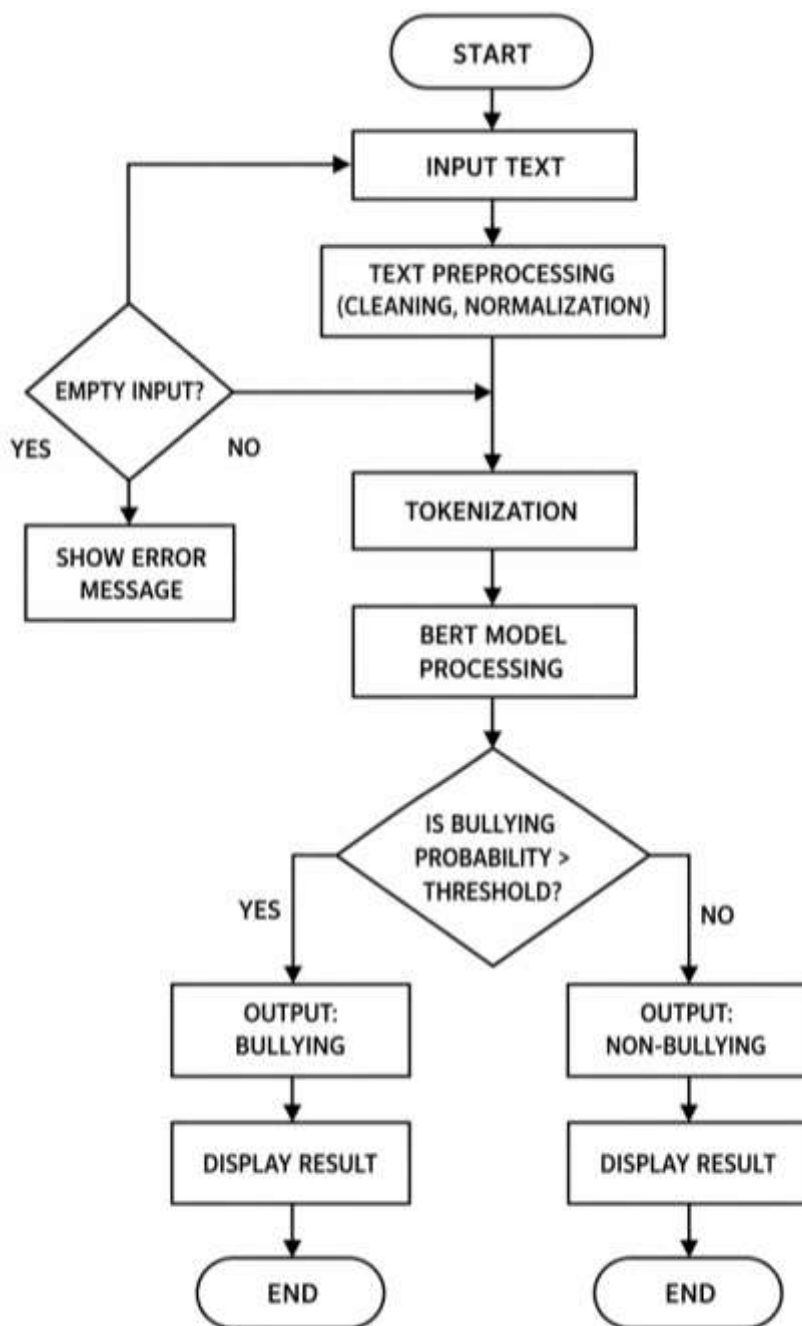 START
INPUT TEXT
TEXT PREPROCESSING
(CLEANING, NORMALIZATION)
EMPTY INPUT?
YES
NO
SHOW ERROR
MESSAGE
TOKENIZATION
BERT MODEL
PROCESSING
IS BULLYING
PROBABILITY >
THRESHOLD?
YES
NO
OUTPUT:
BULLYING
OUTPUT:
NON-BULLYING
DISPLAY RESULT
DISPLAY RESULT
END
END